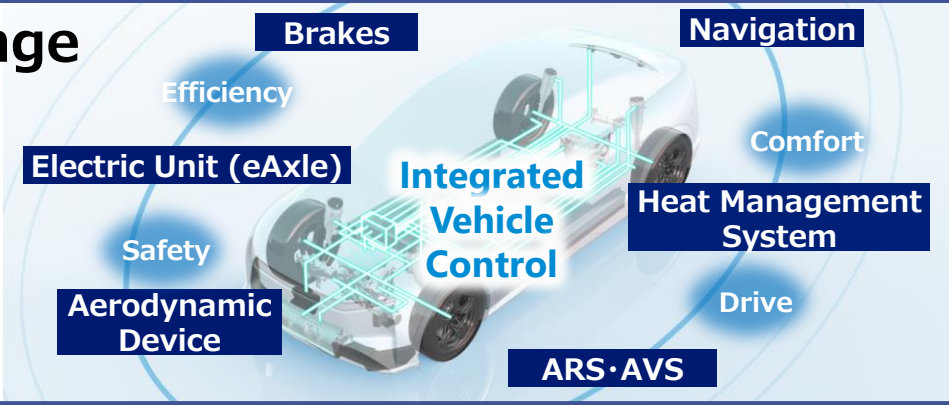 Brakes
Navigation
Efficiency
Comfort
Electric Unit (eAxle)
Integrated
Vehicle
Control
Heat Management
System
Safety
Drive
Aerodynamic
Device
ARS･AVS